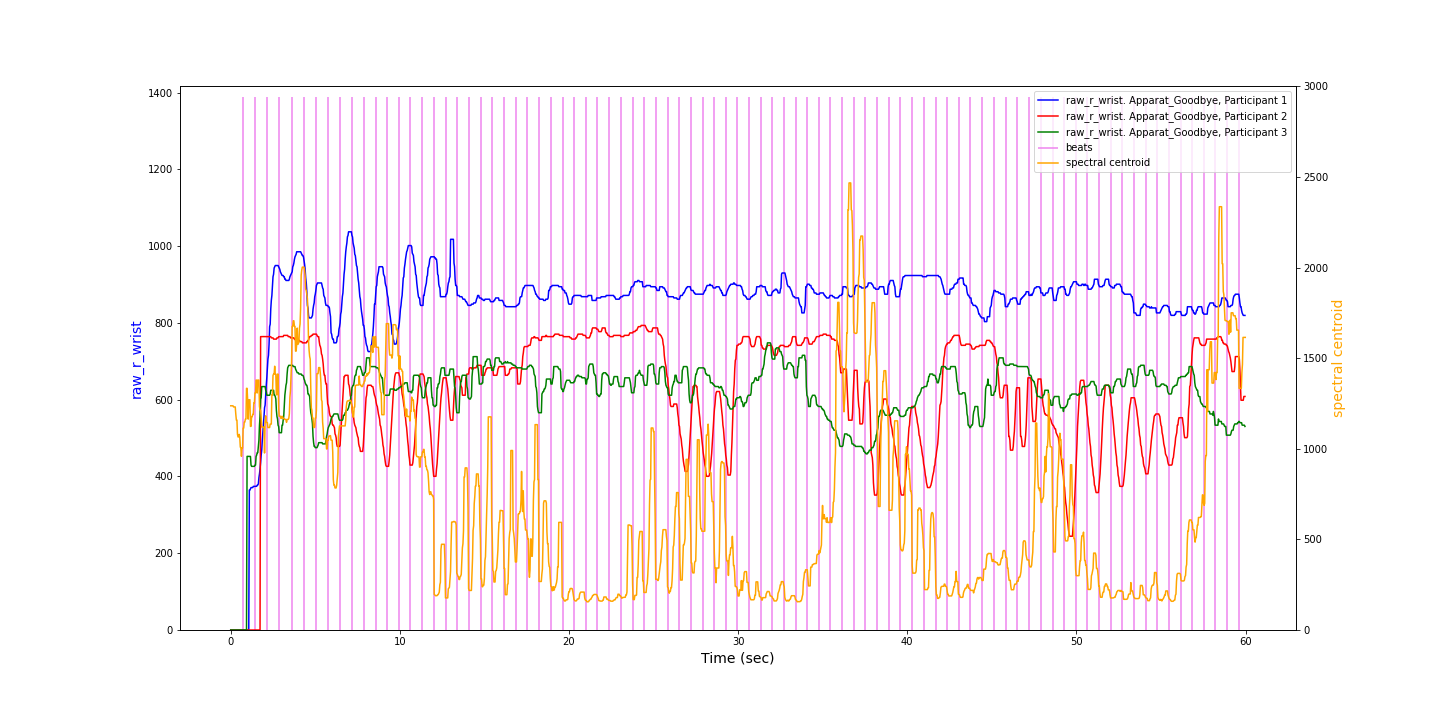 raw_r_wrist. Apparat_Goodbye, Participant 1
raw_r_wrist. Apparat_Goodbye, Participant 2
raw_r_wrist. Apparat_Goodbye, Participant 3
beats
spectral centroid
1400
1200
1000
800
600
400
200
0
raw_r_wrist
3000
2500
2000
1500
1000
500
0
spectral centroid
0 10 20 30 40 50 60
Time (sec)